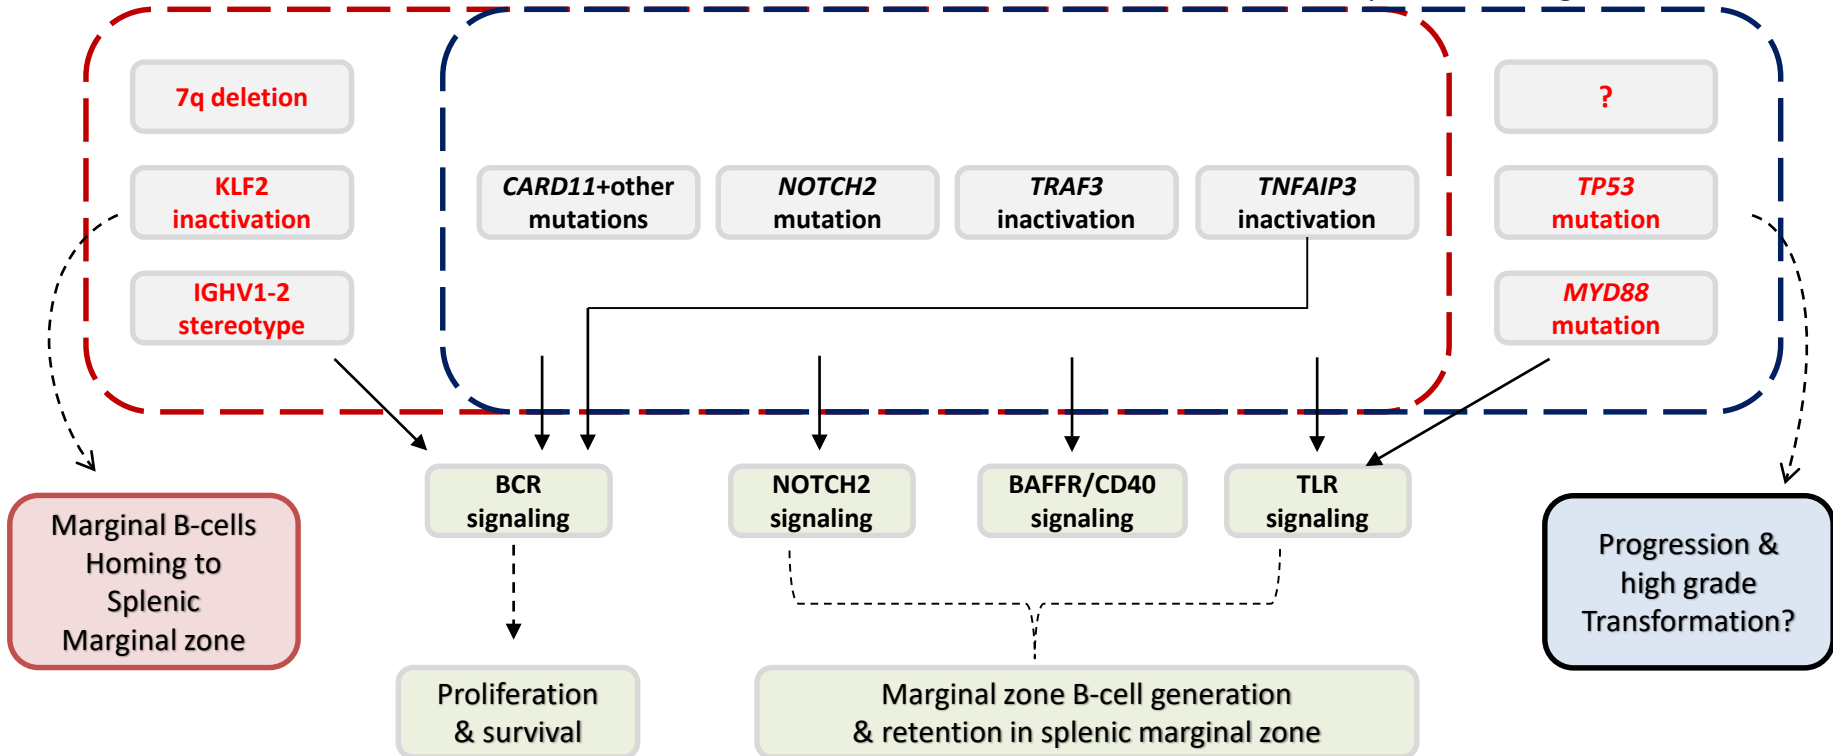 7q deletion
?
KLF2
inactivation
CARD11+other
mutations
NOTCH2
mutation
TRAF3
inactivation
TNFAIP3
inactivation
TP53
mutation
IGHV1-2
stereotype
MYD88
mutation
BCR
signaling
NOTCH2
signaling
BAFFR/CD40
signaling
TLR
signaling
Marginal B-cells
Homing to
Splenic
Marginal zone
Progression &
high grade
Transformation?
Proliferation
& survival
Marginal zone B-cell generation
& retention in splenic marginal zone